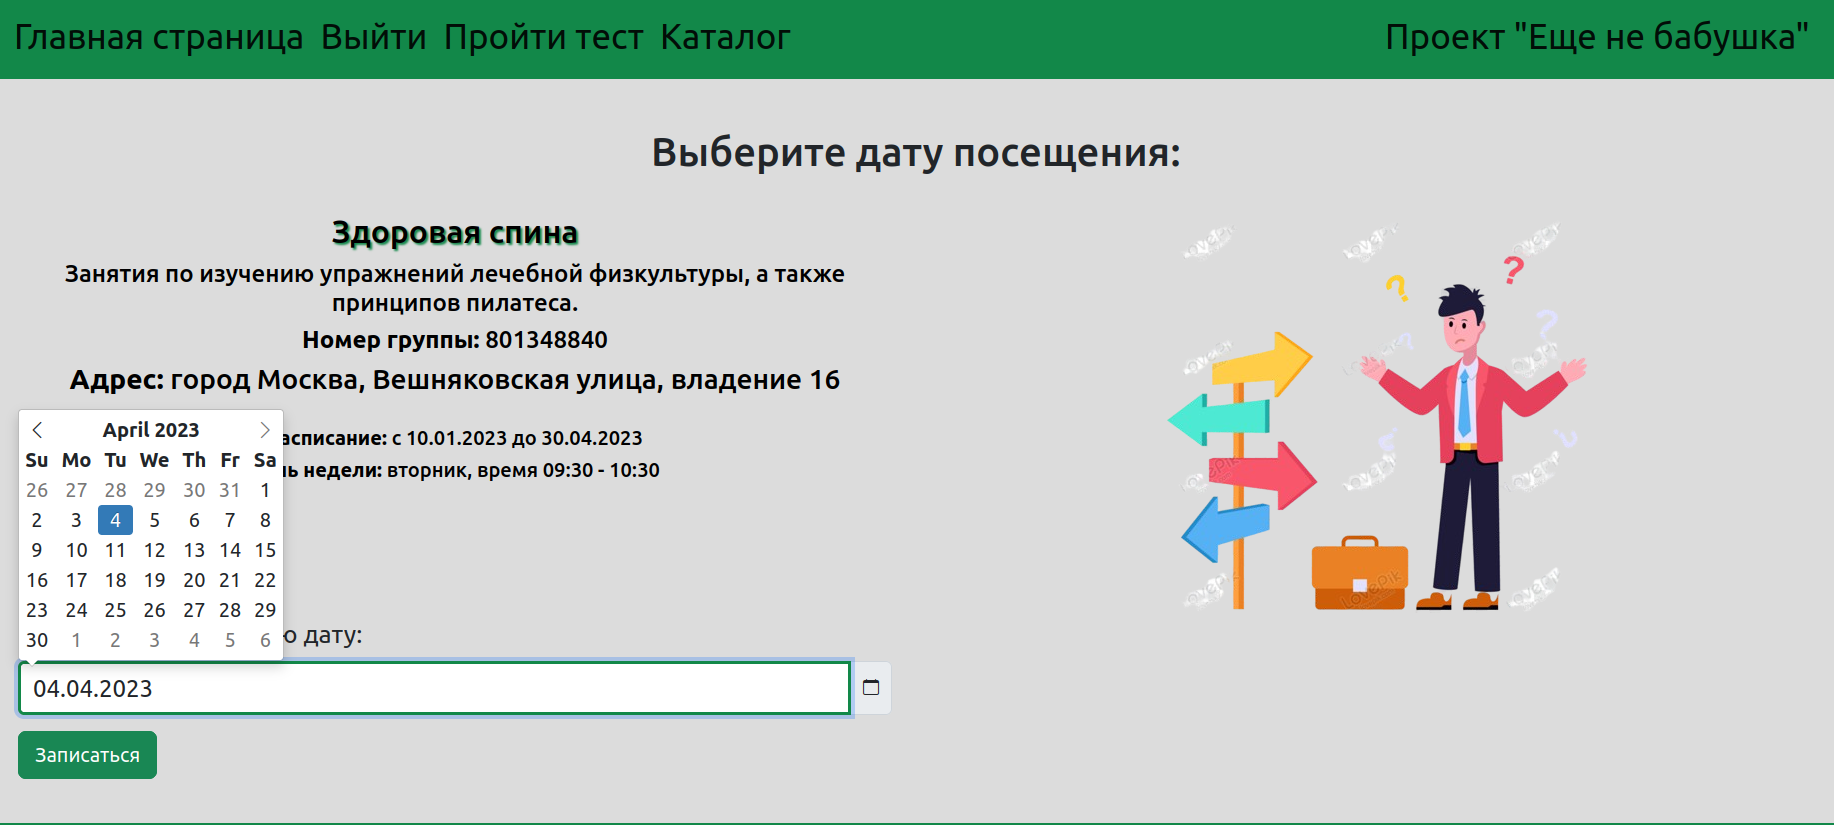 Главная страница Выйти Пройти тест Каталог Проект "Еще не бабушка"
Выберите дату посещения:
Здоровая спина
Занятия по изучению упражнений лечебной физкультуры, а также
принципов пилатеса.
Номер группы: 801348840
Адрес: город Москва, Вешняковская улица, владение 16
асписание: с 10.01.2023 до 30.04.2023
нь недели: вторник, время 09:30 - 10:30
April 2023
Su Mo Tu We Th Fr Sa
26 27 28 29 30 31 1
2 3 4 5 6 7 8
9 10 11 12 13 14 15
16 17 18 19 20 21 22
23 24 25 26 27 28 29
30 1 2 3 4 5 6
ю дату:
04.04.2023
Записаться
? ? ? ? ? ?
LovePik